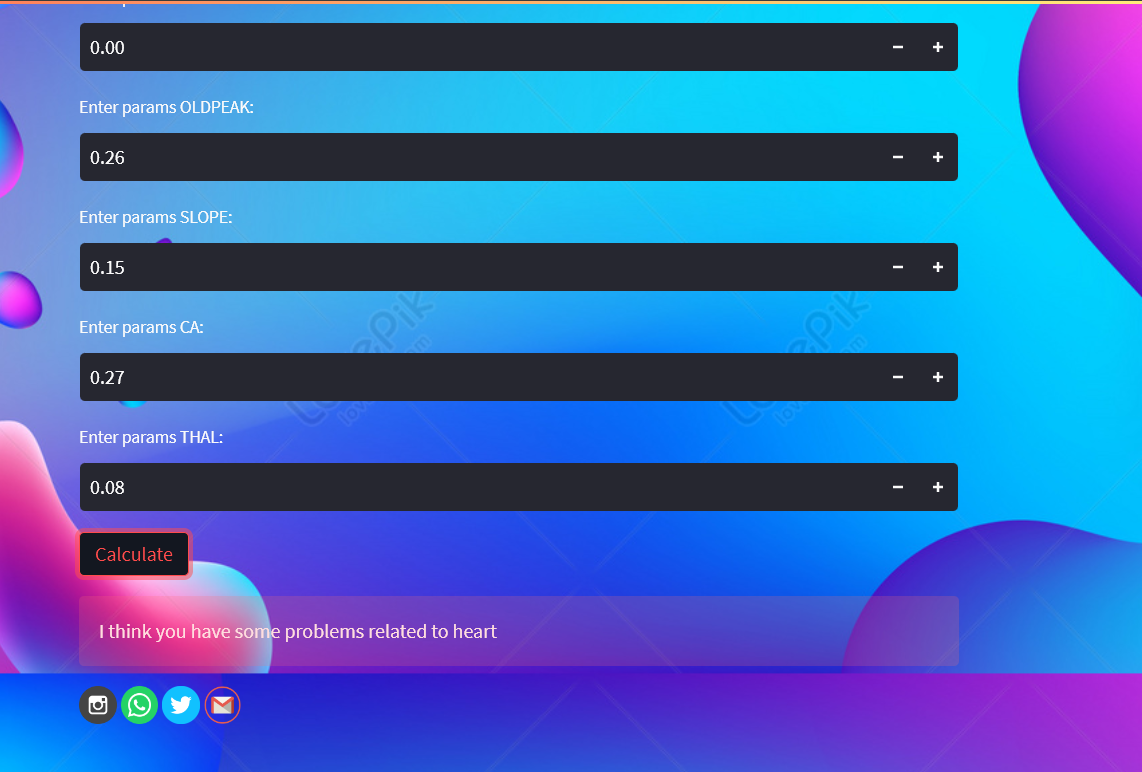 0.00
Enter params OLDPEAK:
0.26
Enter params SLOPE:
0.15
Enter params CA:
0.27
Enter params THAL:
0.08
Calculate
I think you have some problems related to heart